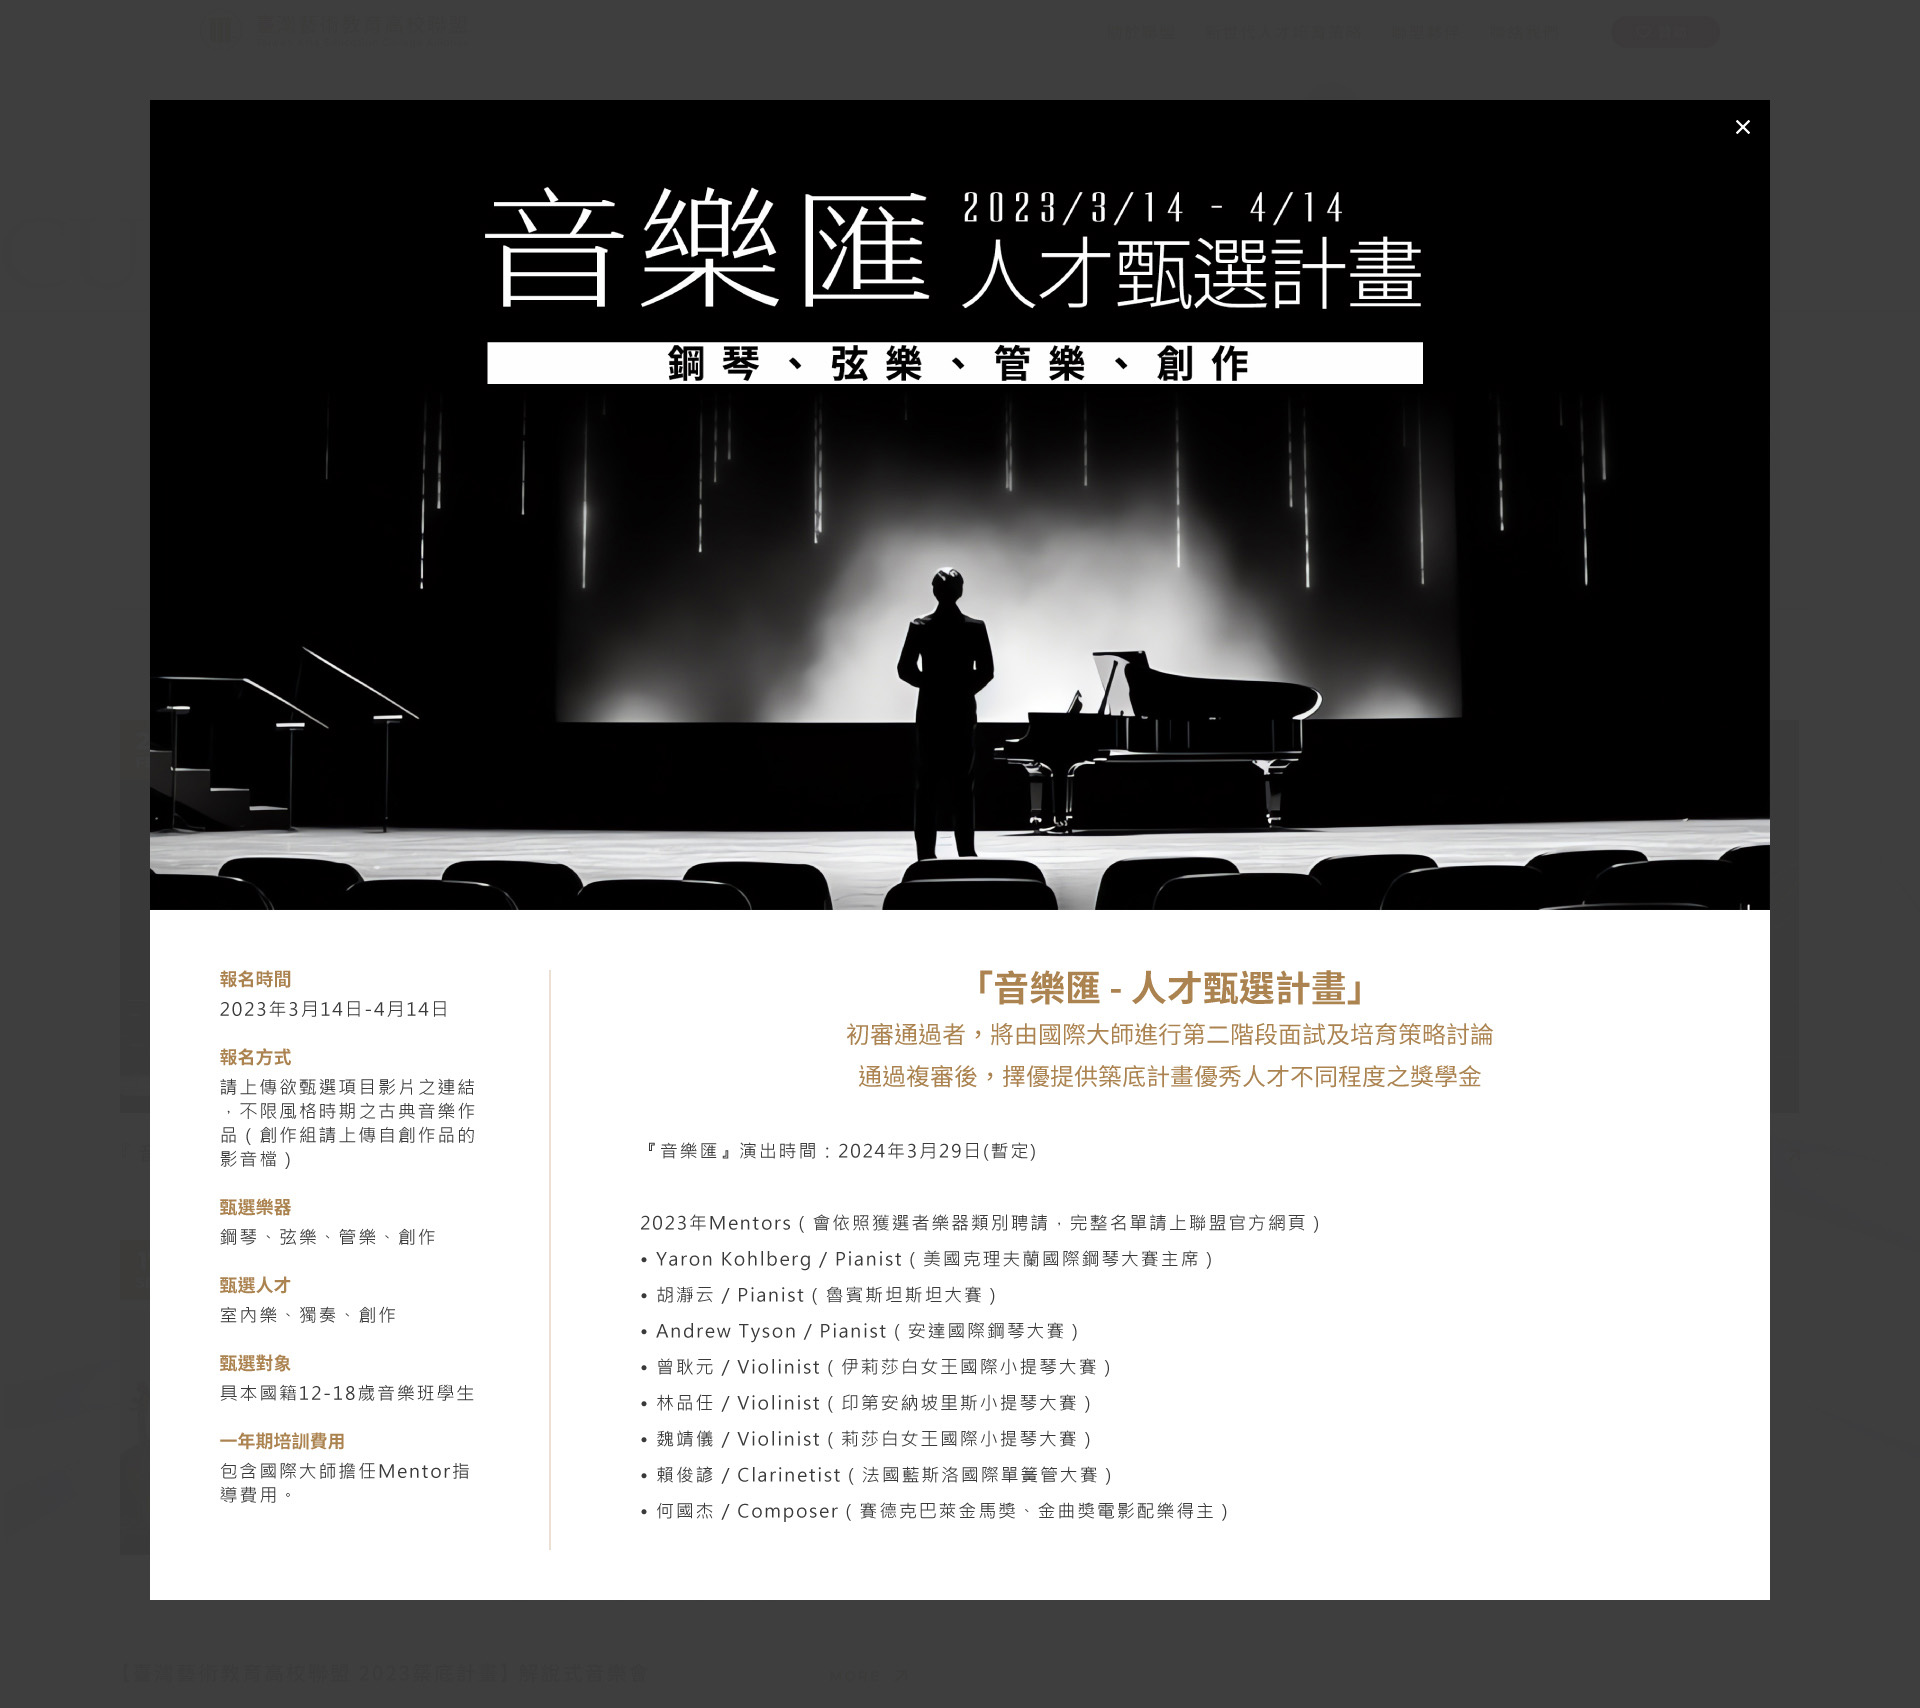 音樂匯
2023/3/14 - 4/14
人才甄選計畫
鋼琴、弦樂、管樂、創作
報名時間
2023年3月14日-4月14日
報名方式
請上傳欲甄選項目影片之連結
，不限風格時期之古典音樂作
品（創作組請上傳自創作品的
影音檔）
甄選樂器
鋼琴、弦樂、管樂、創作
甄選人才
室內樂、獨奏、創作
甄選對象
具本國籍12-18歲音樂班學生
一年期培訓費用
包含國際大師擔任Mentor指
導費用。
「音樂匯 - 人才甄選計畫」
初審通過者，將由國際大師進行第二階段面試及培育策略討論
通過複審後，擇優提供築底計畫優秀人才不同程度之獎學金
『音樂匯』演出時間：2024年3月29日(暫定)
2023年Mentors（會依照獲選者樂器類別聘請，完整名單請上聯盟官方網頁）
• Yaron Kohlberg / Pianist（美國克理夫蘭國際鋼琴大賽主席）
• 胡瀞云 / Pianist（魯賓斯坦斯坦大賽）
• Andrew Tyson / Pianist（安達國際鋼琴大賽）
• 曾耿元 / Violinist（伊莉莎白女王國際小提琴大賽）
• 林品任 / Violinist（印第安納坡里斯小提琴大賽）
• 魏靖儀 / Violinist（莉莎白女王國際小提琴大賽）
• 賴俊諺 / Clarinetist（法國藍斯洛國際單簧管大賽）
• 何國杰 / Composer（賽德克巴萊金馬獎、金曲獎電影配樂得主）